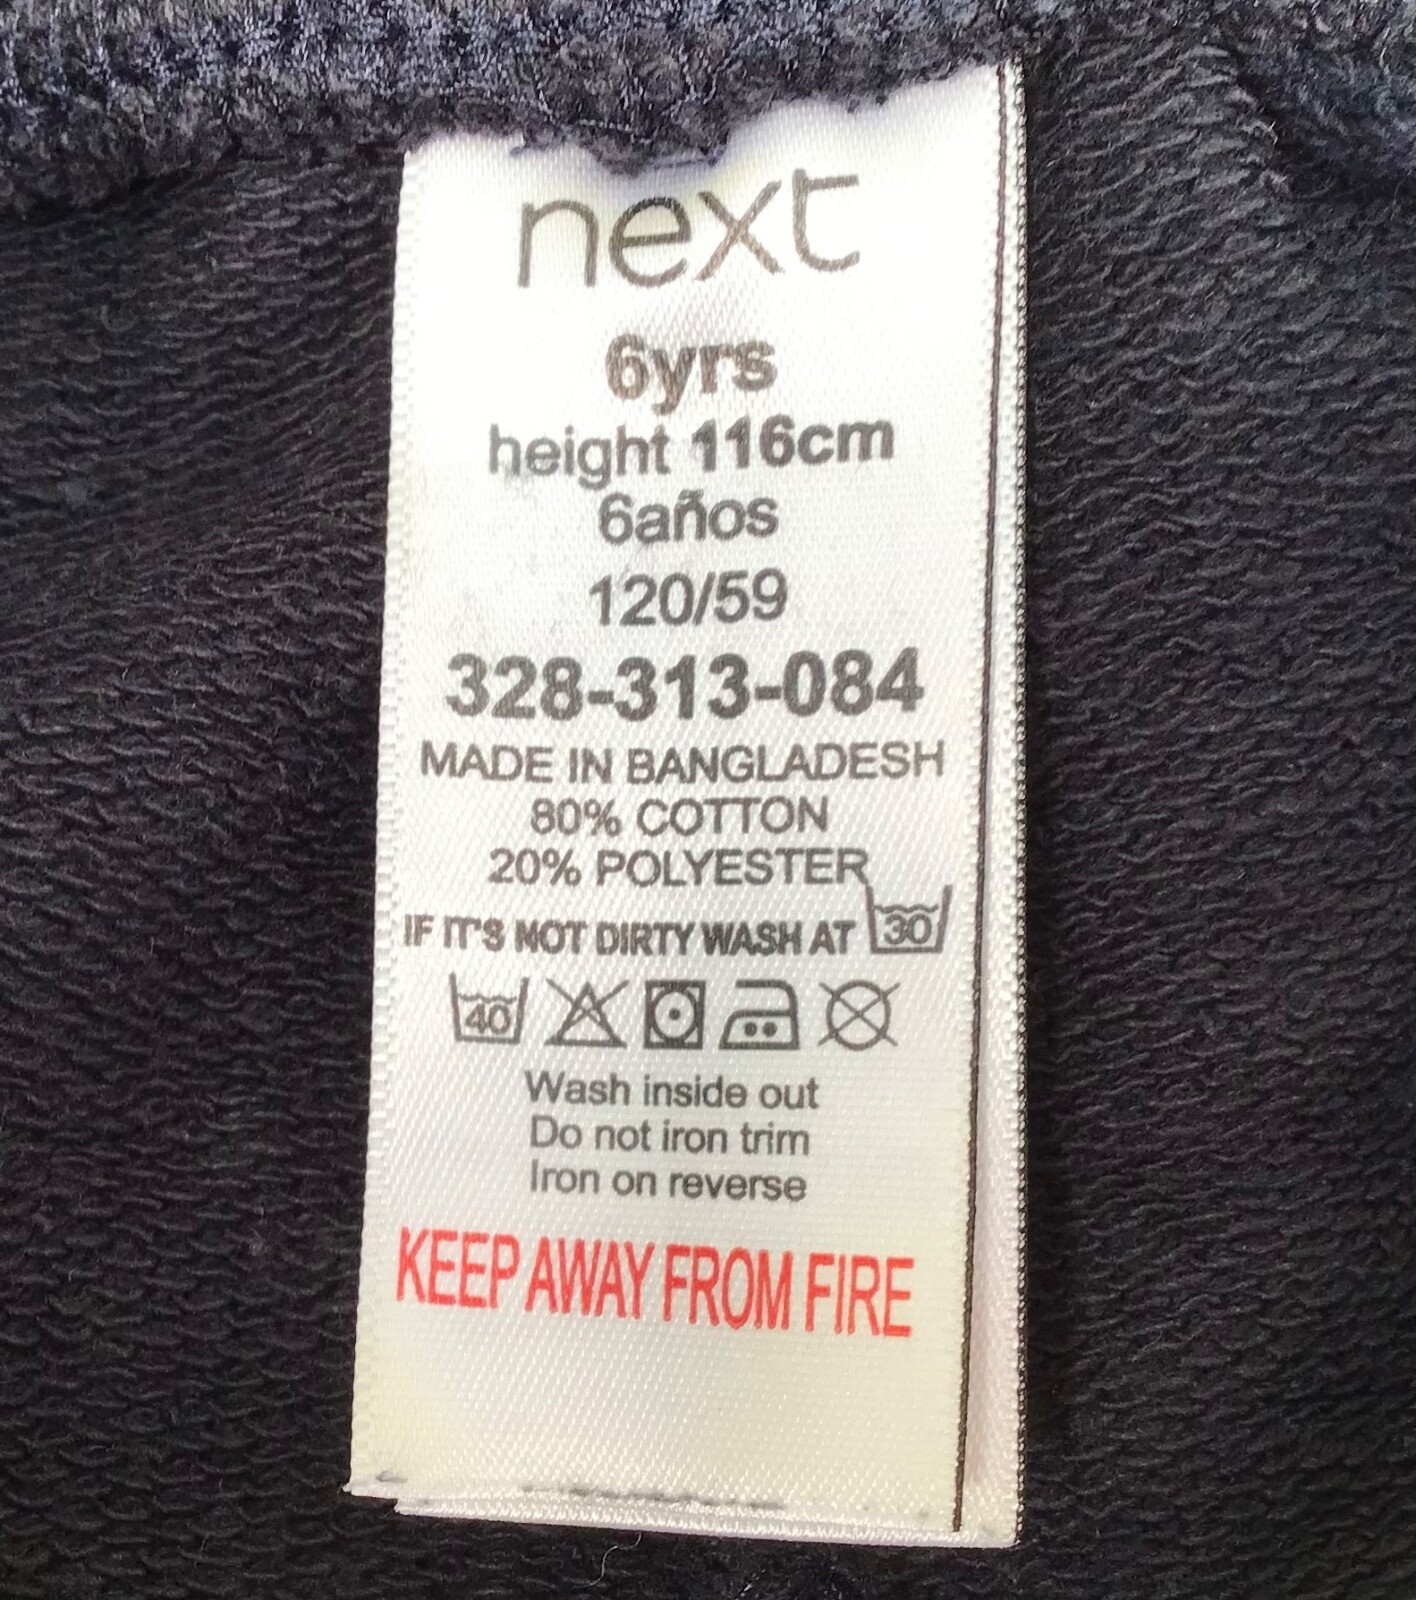 next
6yrs
height 116cm
6años
120/59
328-313-084
MADE IN BANGLADESH
80% COTTON
20% POLYESTER
IF IT'S NOT DIRTY WASH AT 30
40
Wash inside out
Do not iron trim
Iron on reverse
KEEP AWAY FROM FIRE